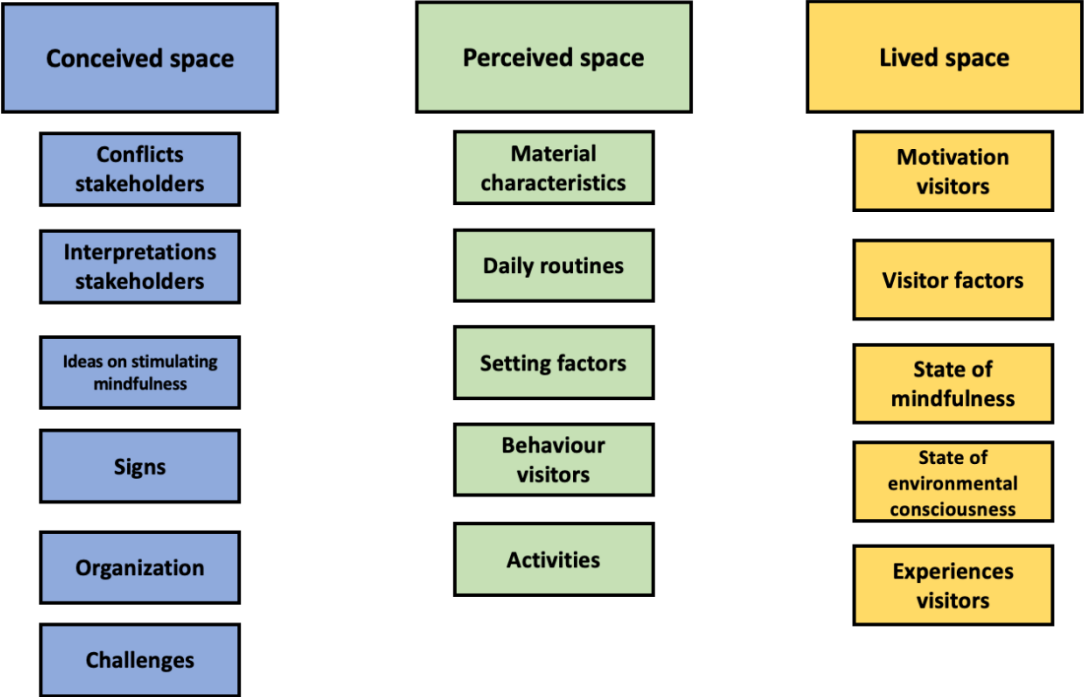 Conceived space
Conflicts
stakeholders
Interpretations
stakeholders
Ideas on stimulating
mindfulness
Signs
Organization
Challenges
Perceived space
Material
characteristics
Daily routines
Setting factors
Behaviour
visitors
Activities
Lived space
Motivation
visitors
Visitor factors
State of
mindfulness
State of
environmental
consciousness
Experiences
visitors